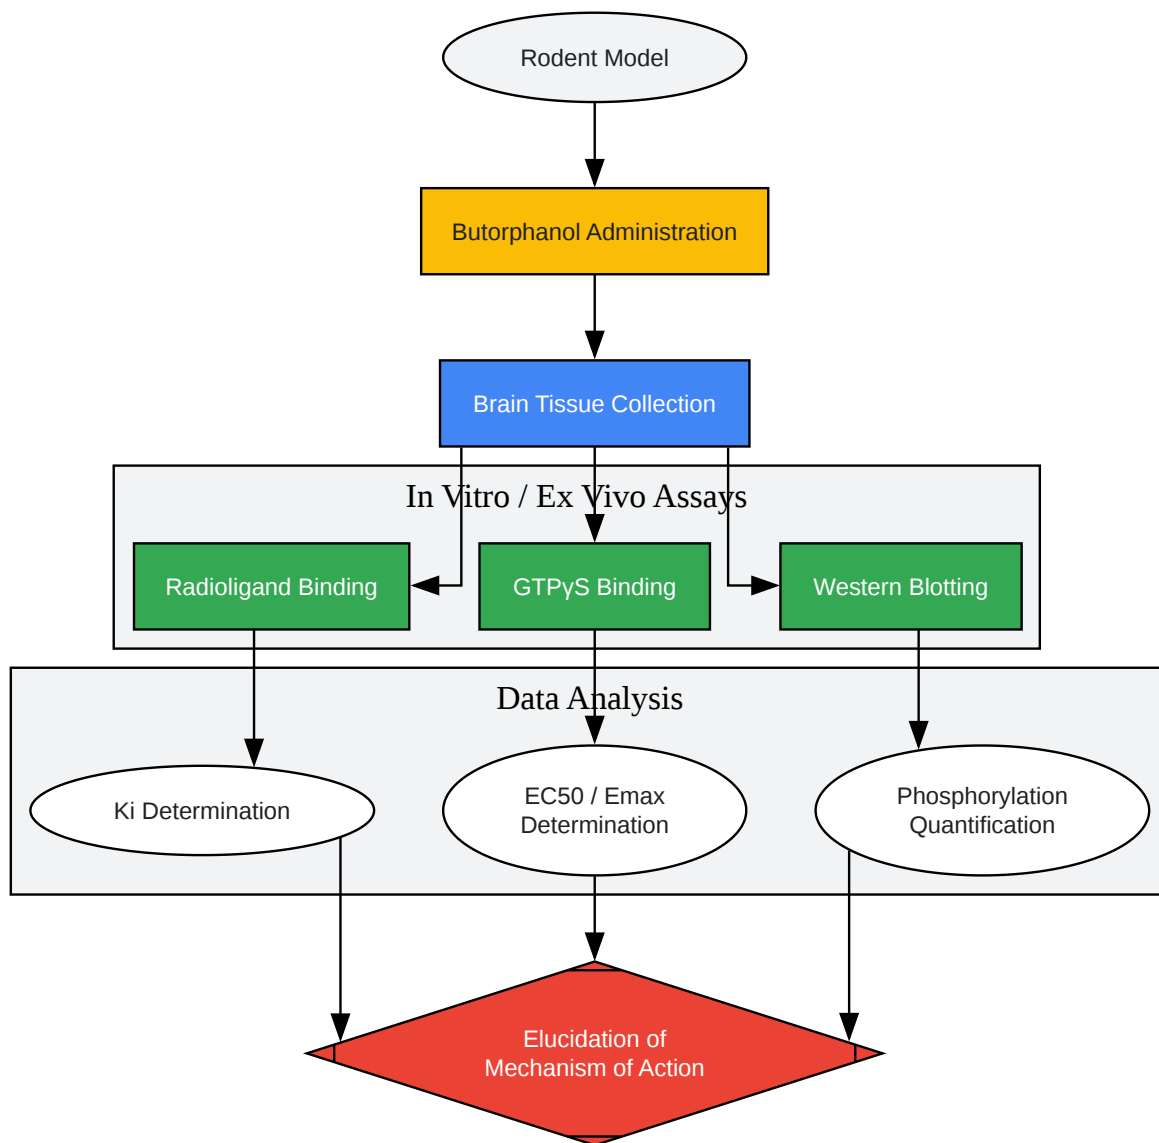 Rodent Model
Butorphanol Administration
Brain Tissue Collection
In Vitro / Ex Vivo Assays
Radioligand Binding
GTPγS Binding
Western Blotting
Data Analysis
Ki Determination
EC50 / Emax
Determination
Phosphorylation
Quantification
Elucidation of
Mechanism of Action